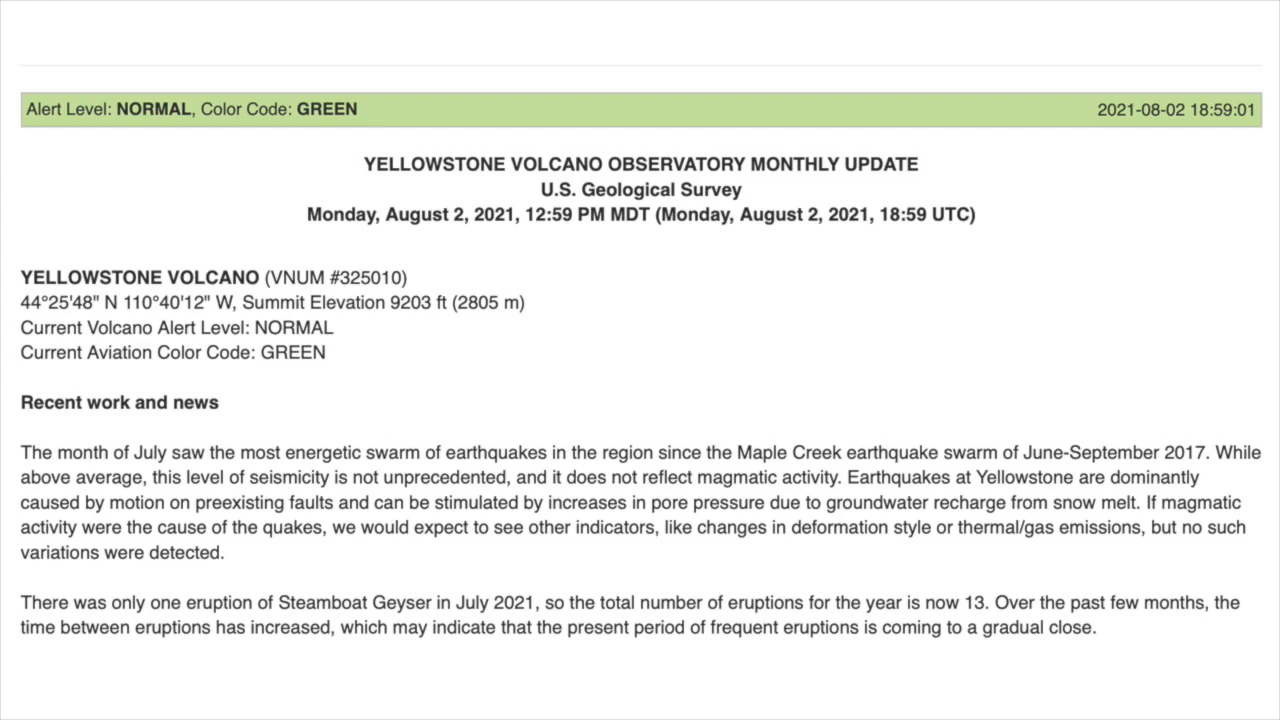 Alert Level: NORMAL, Color Code: GREEN 2021-08-02 18:59:01
YELLOWSTONE VOLCANO OBSERVATORY MONTHLY UPDATE
U.S. Geological Survey
Monday, August 2, 2021, 12:59 PM MDT (Monday, August 2, 2021, 18:59 UTC)
YELLOWSTONE VOLCANO (VNUM #325010)
44°25'48" N 110°40'12" W, Summit Elevation 9203 ft (2805 m)
Current Volcano Alert Level: NORMAL
Current Aviation Color Code: GREEN
Recent work and news
The month of July saw the most energetic swarm of earthquakes in the region since the Maple Creek earthquake swarm of June-September 2017. While
above average, this level of seismicity is not unprecedented, and it does not reflect magmatic activity. Earthquakes at Yellowstone are dominantly
caused by motion on preexisting faults and can be stimulated by increases in pore pressure due to groundwater recharge from snow melt. If magmatic
activity were the cause of the quakes, we would expect to see other indicators, like changes in deformation style or thermal/gas emissions, but no such
variations were detected.
There was only one eruption of Steamboat Geyser in July 2021, so the total number of eruptions for the year is now 13. Over the past few months, the
time between eruptions has increased, which may indicate that the present period of frequent eruptions is coming to a gradual close.